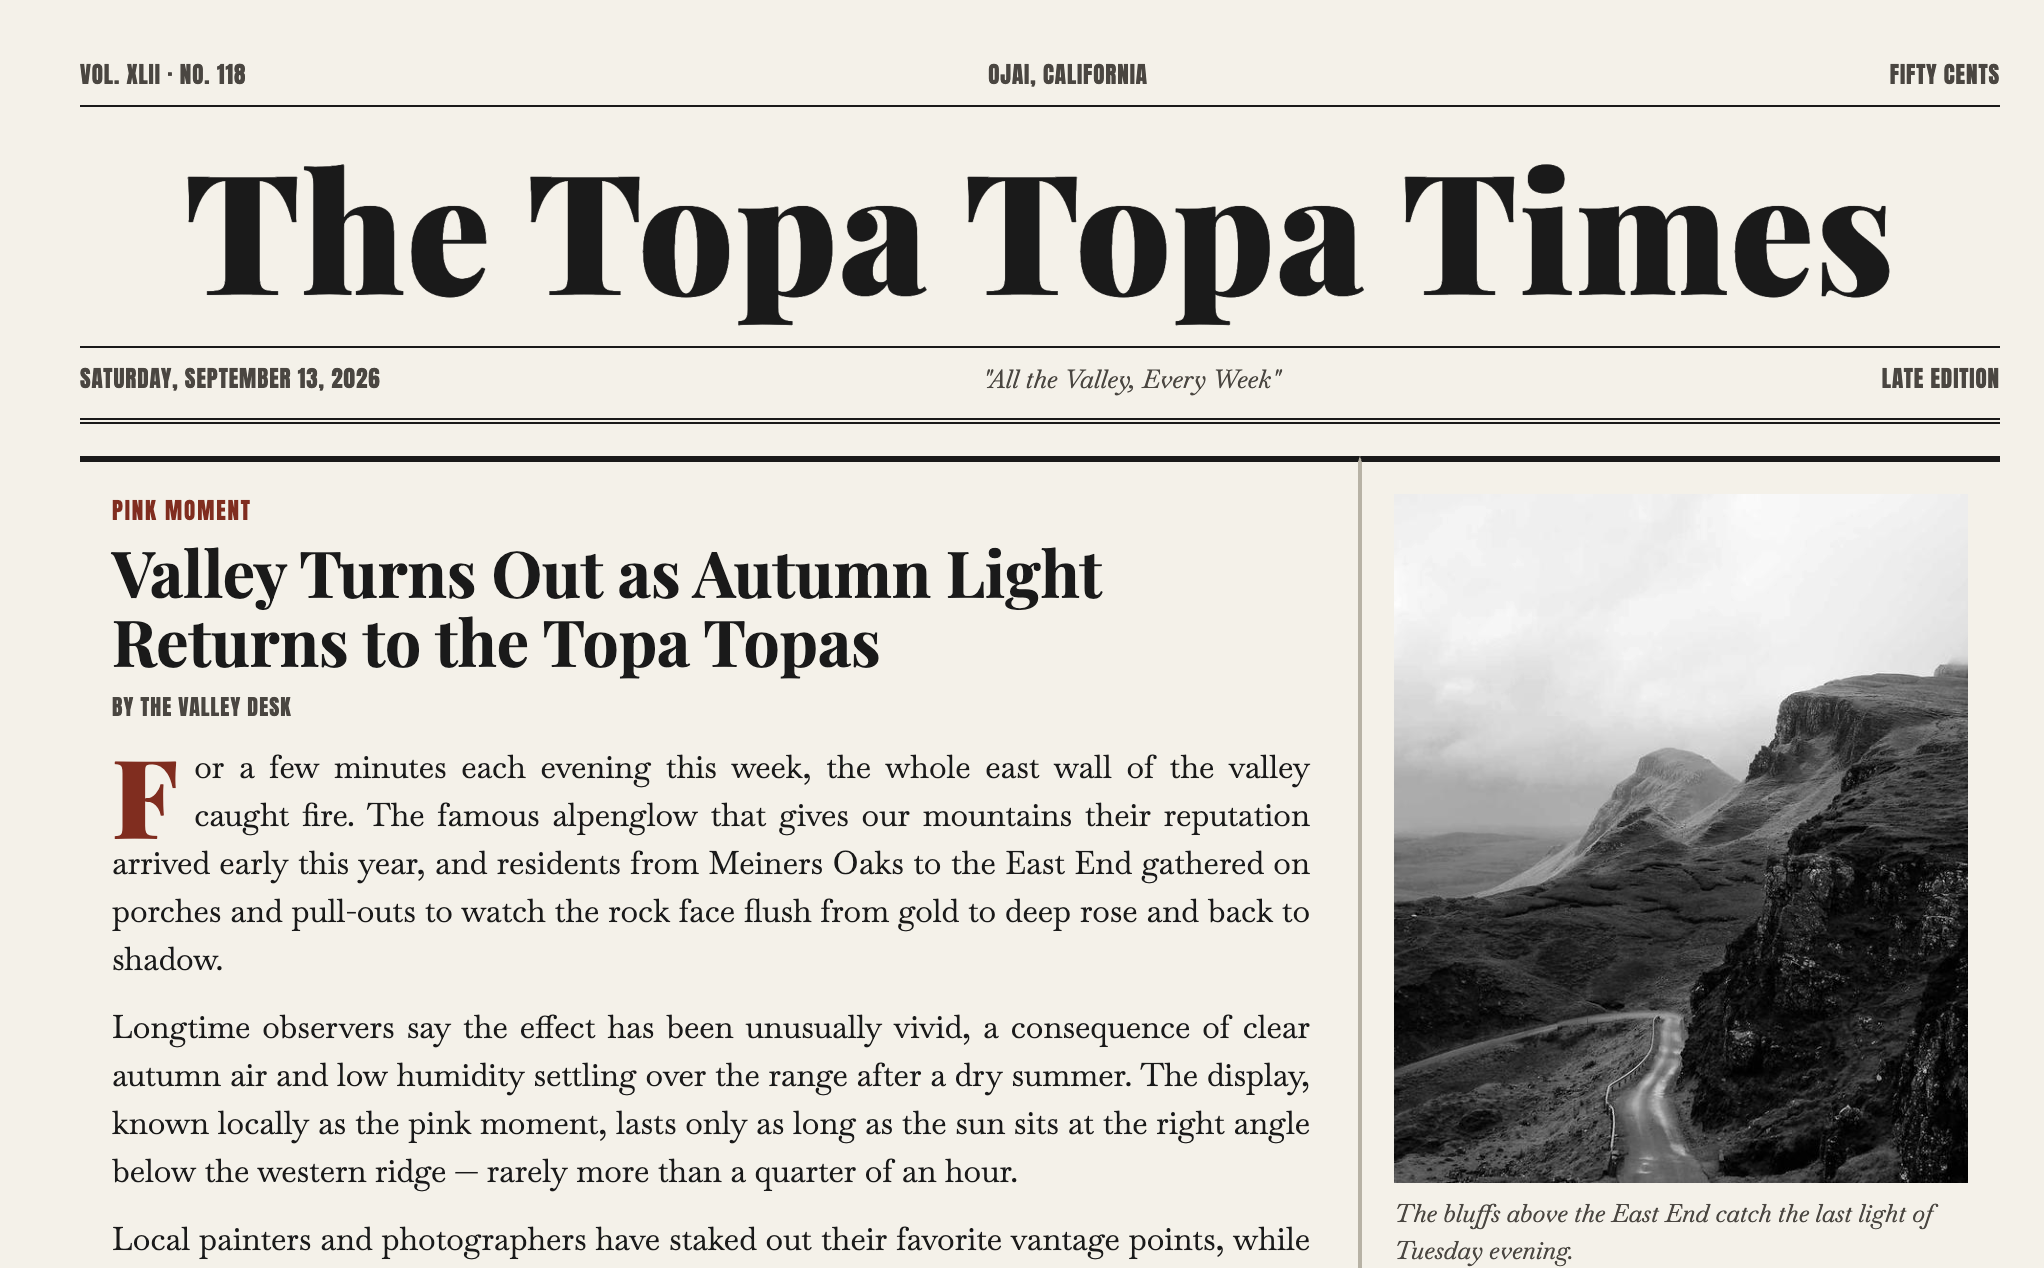 VOL. XLII · NO. 118
OJAI, CALIFORNIA
FIFTY CENTS
The Topa Topa Times
SATURDAY, SEPTEMBER 13, 2026
"All the Valley, Every Week"
LATE EDITION
PINK MOMENT
Valley Turns Out as Autumn Light
Returns to the Topa Topas
BY THE VALLEY DESK
For a few minutes each evening this week, the whole east wall of the valley
caught fire. The famous alpenglow that gives our mountains their reputation
arrived early this year, and residents from Meiners Oaks to the East End gathered on
porches and pull-outs to watch the rock face flush from gold to deep rose and back to
shadow.
Longtime observers say the effect has been unusually vivid, a consequence of clear
autumn air and low humidity settling over the range after a dry summer. The display,
known locally as the pink moment, lasts only as long as the sun sits at the right angle
below the western ridge — rarely more than a quarter of an hour.
Local painters and photographers have staked out their favorite vantage points, while
The bluffs above the East End catch the last light of
Tuesday evening.